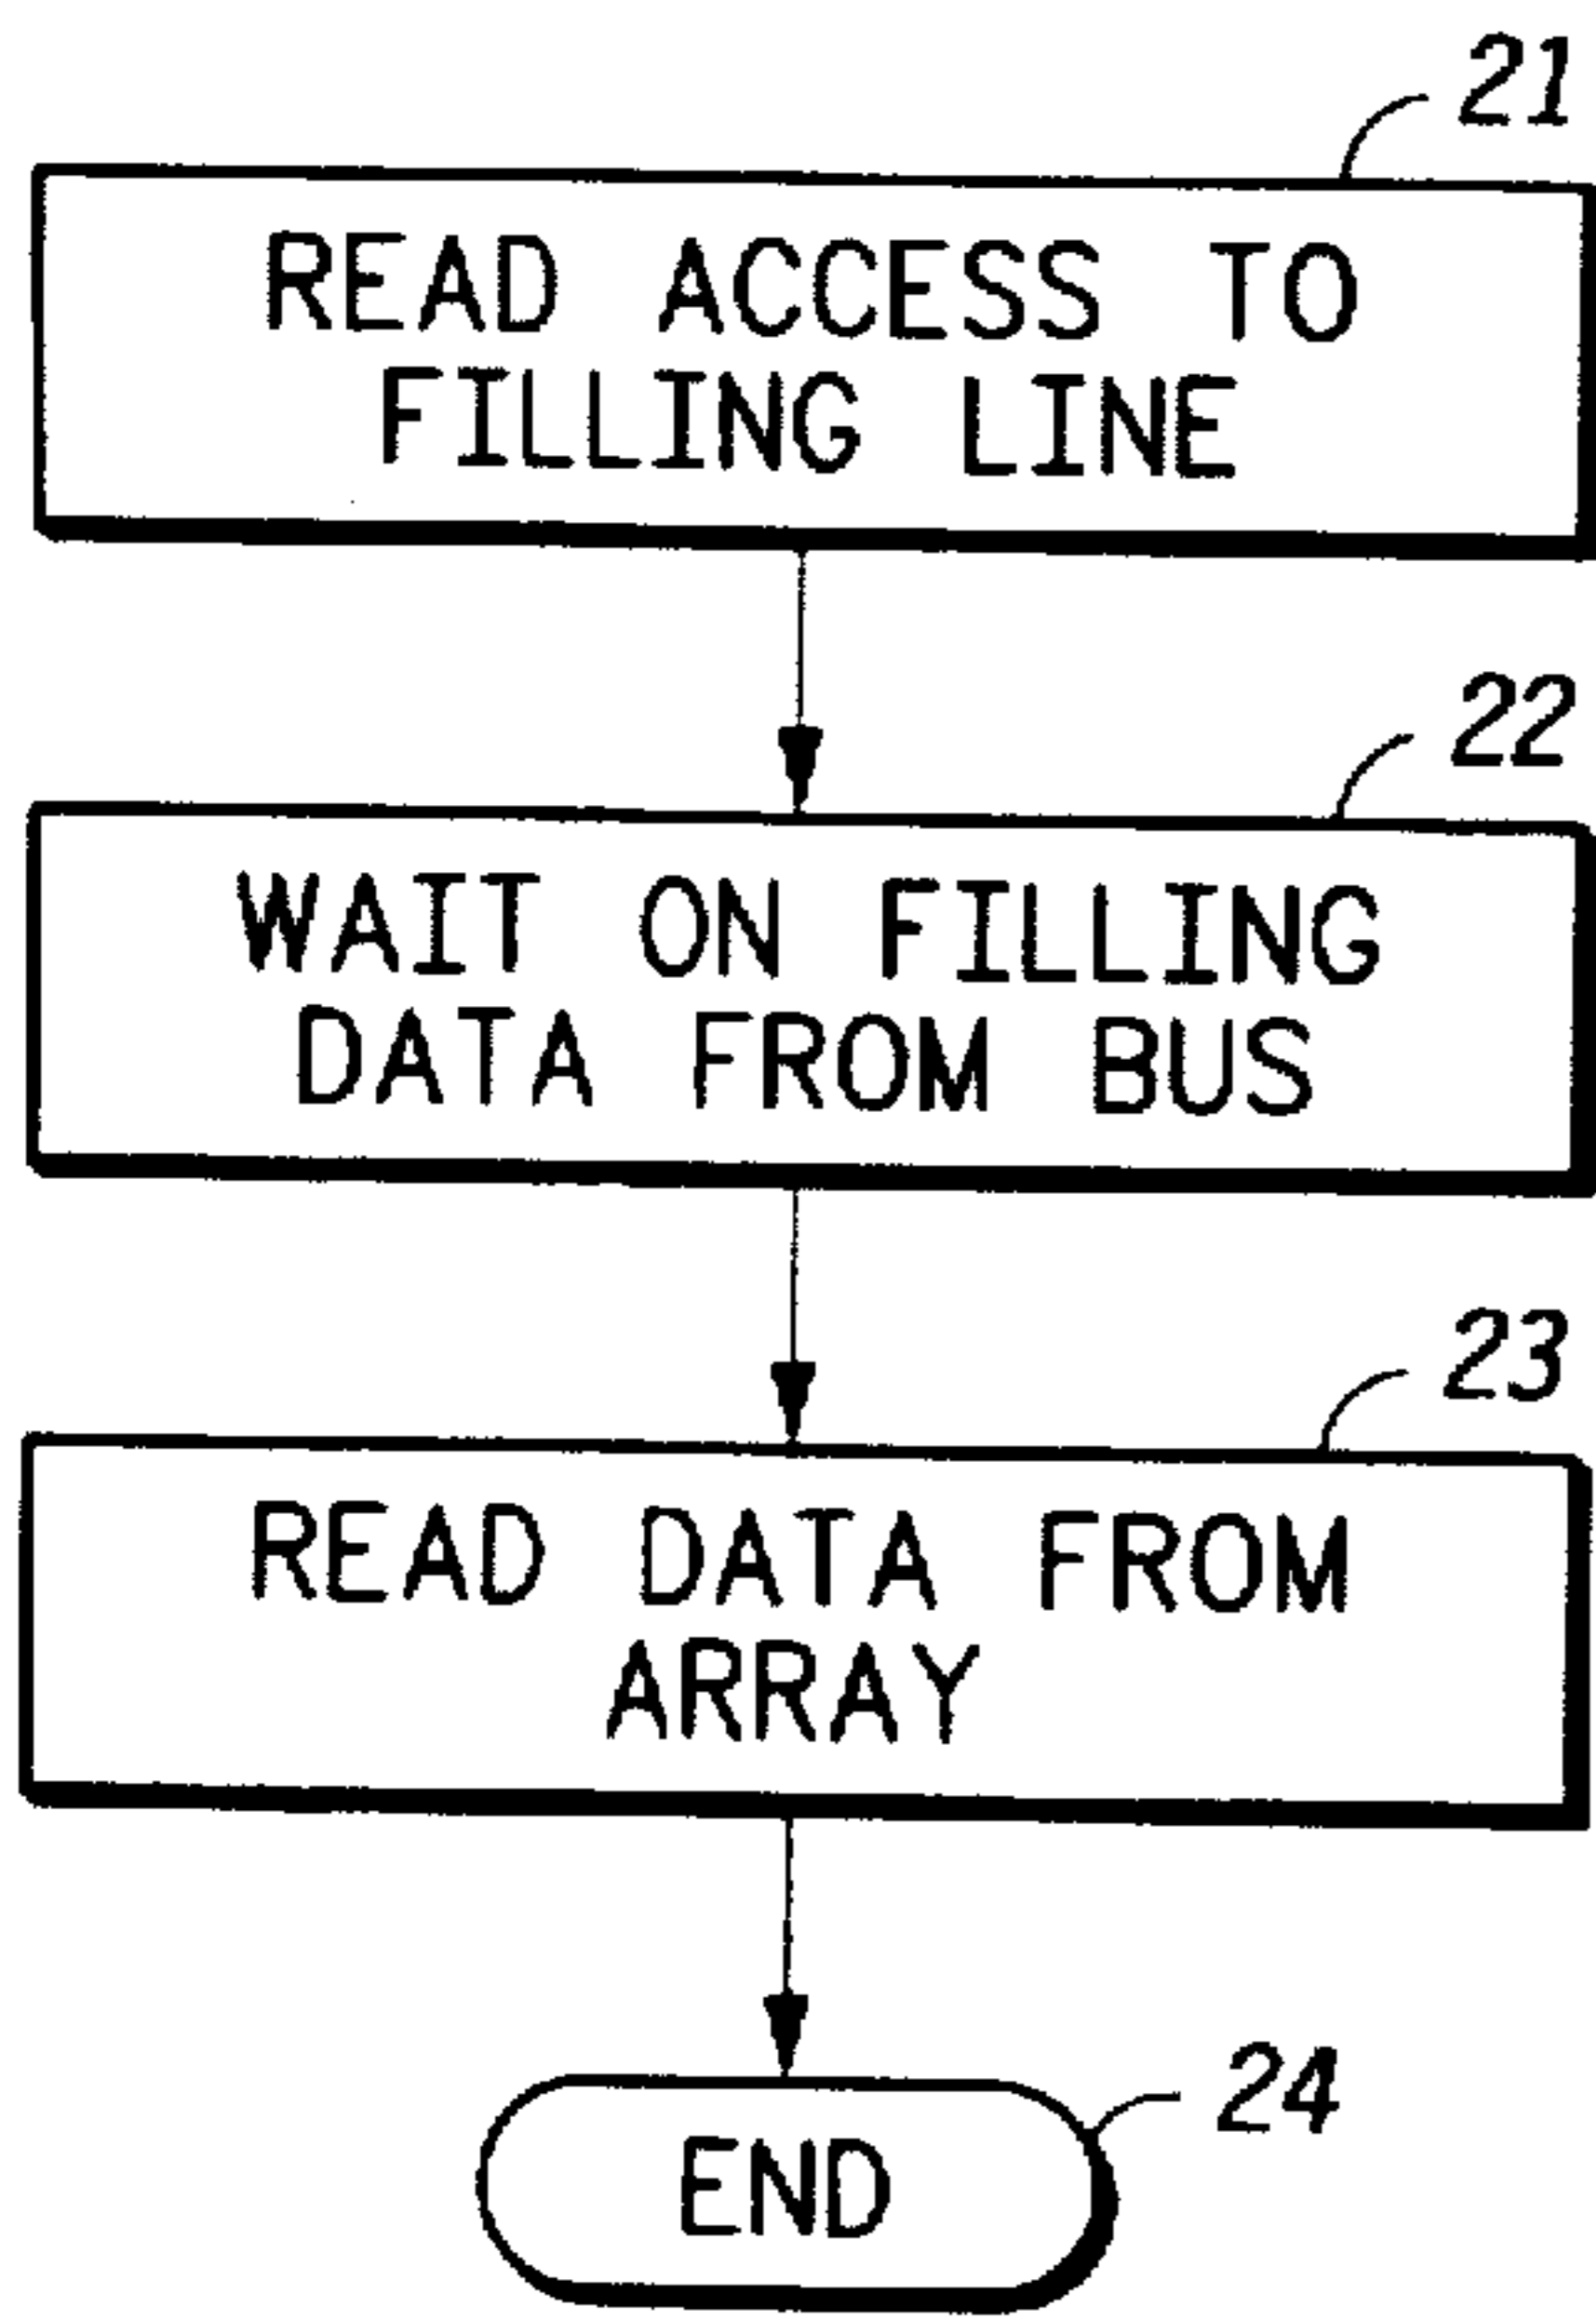 21
READ ACCESS TO
FILLING LINE
22
WAIT ON FILLING
DATA FROM BUS
23
READ DATA FROM
ARRAY
24
END